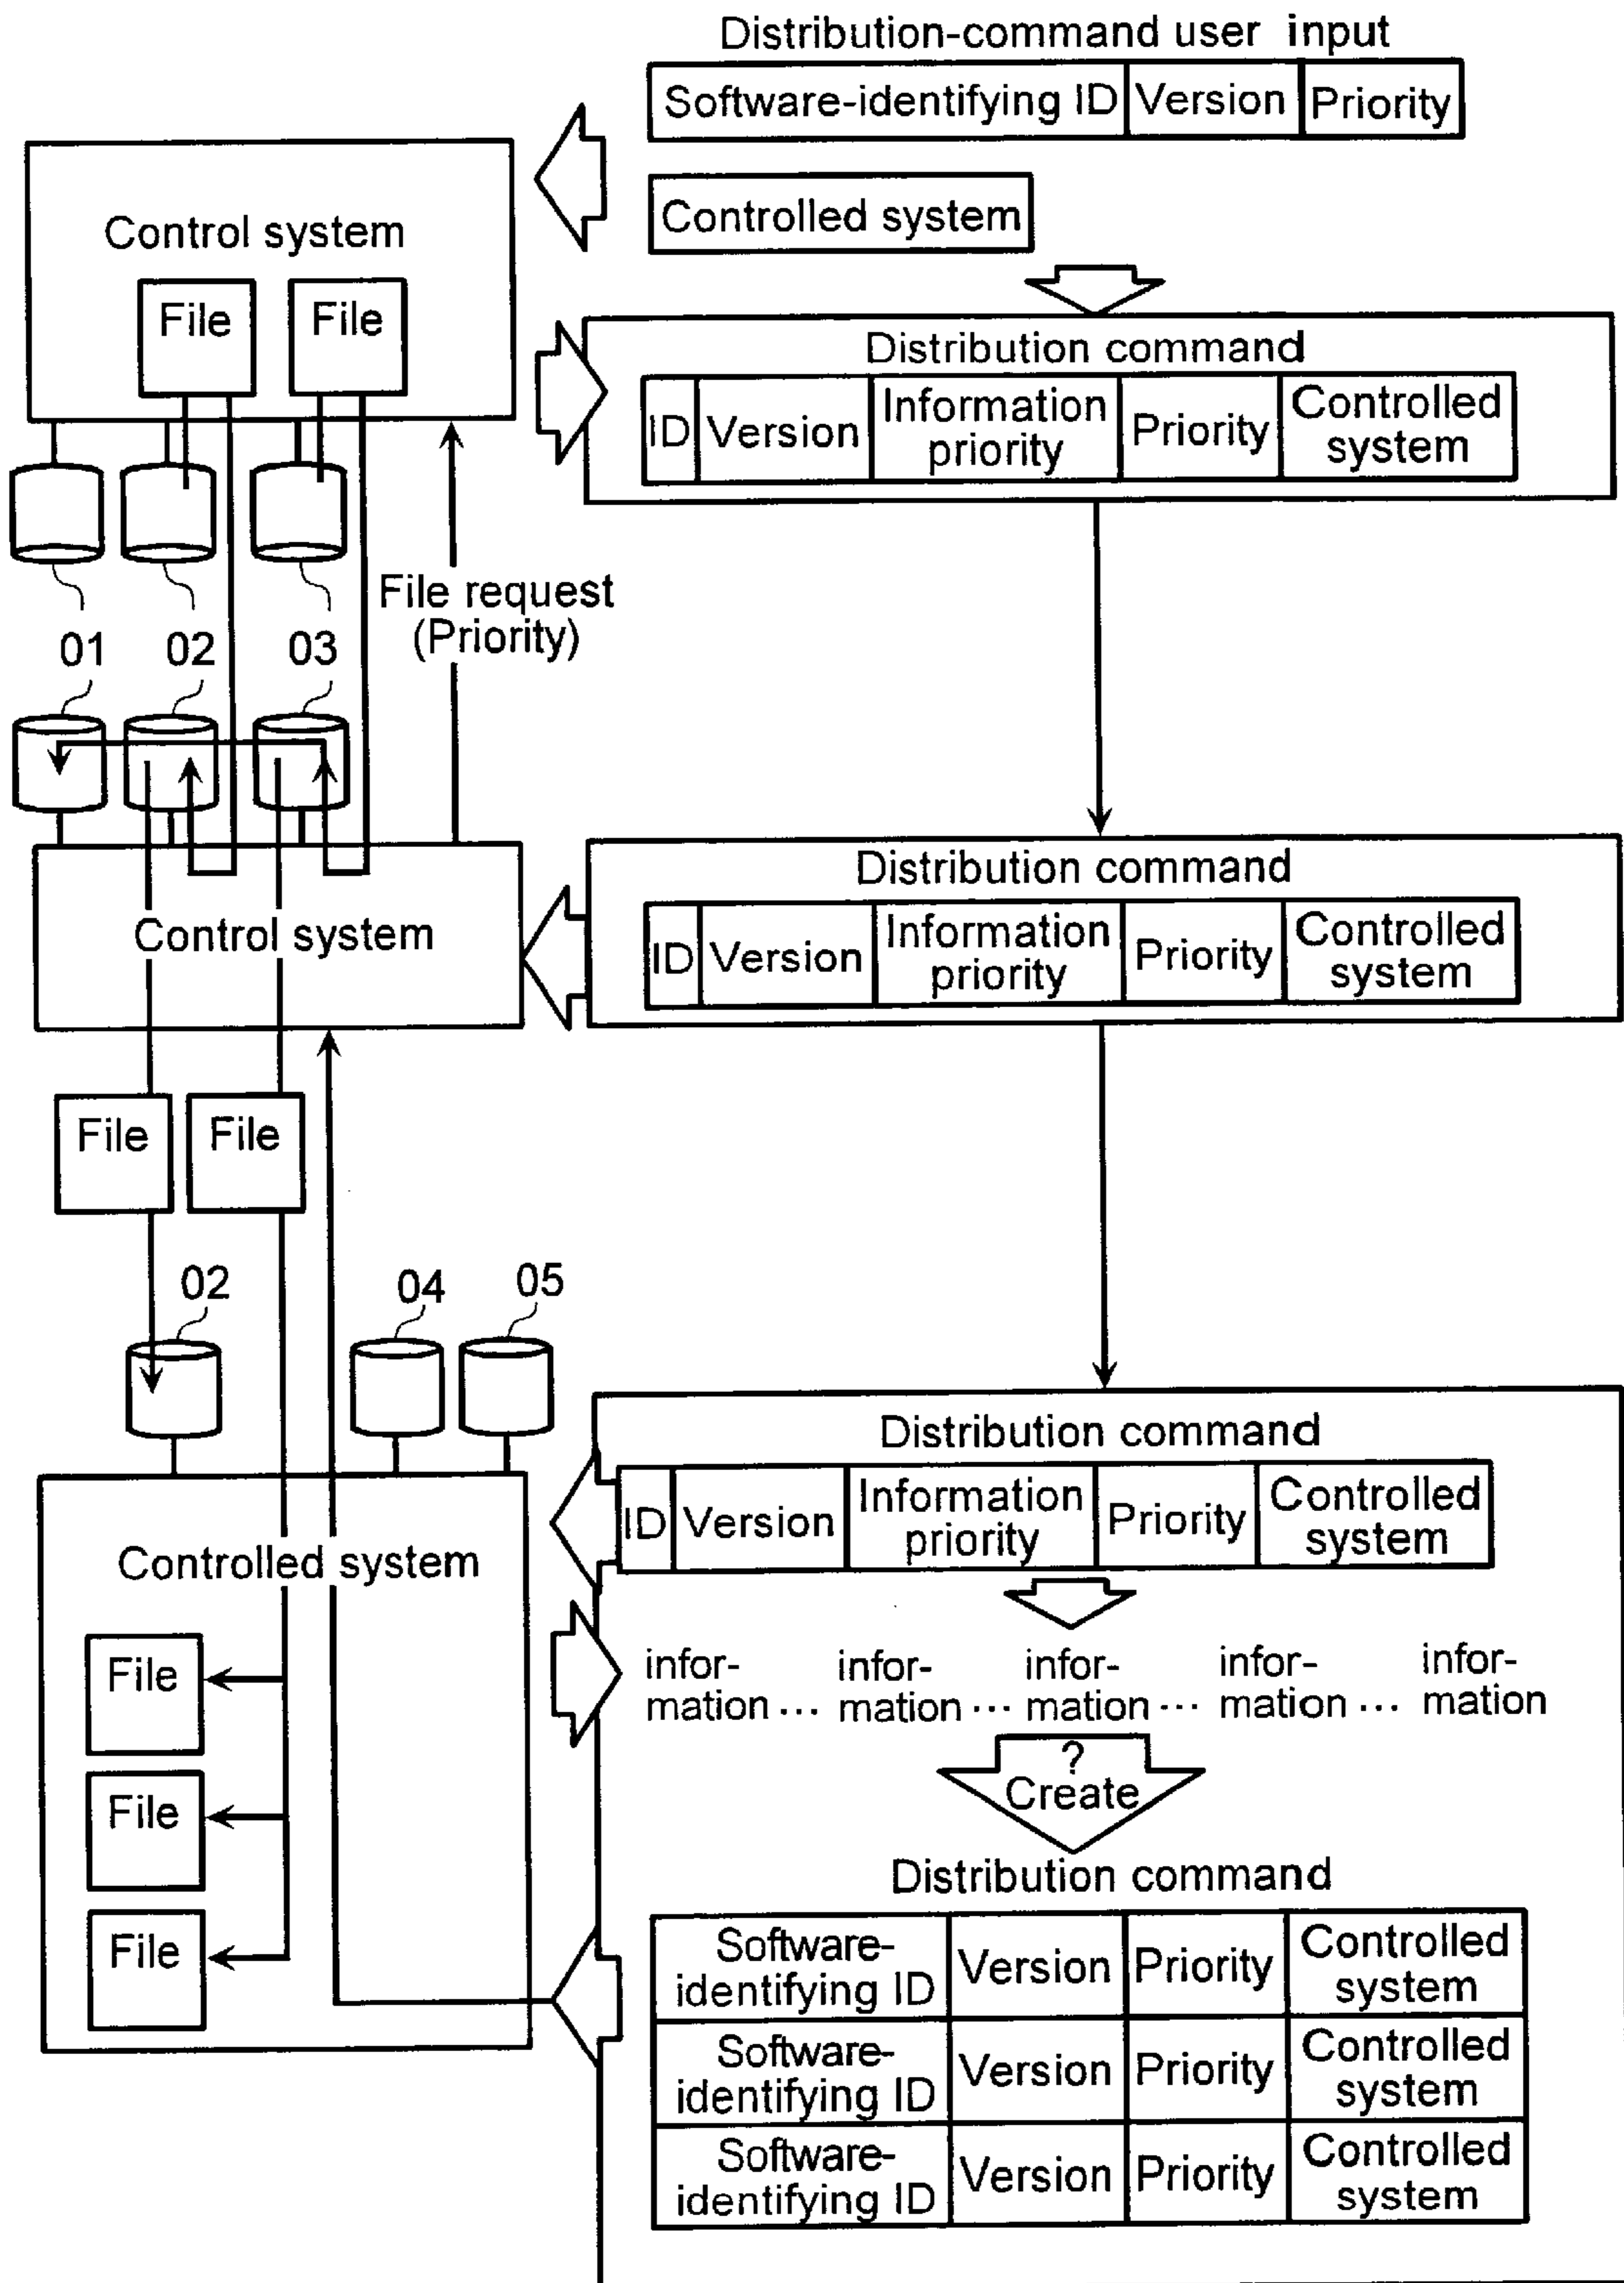 Distribution-command user input
Software-identifying ID Version Priority
Controlled system
Control system
File File
Distribution command
ID Version Information priority Priority Controlled system
File request
(Priority)
01 02 03
Distribution command
ID Version Information priority Priority Controlled system
Control system
File File
02 04 05
Distribution command
ID Version Information priority Priority Controlled system
Controlled system
infor- infor- infor- infor- infor-
mation ... mation ... mation ... mation ... mation
File
File
File
?
Create
Distribution command
Software-identifying ID Version Priority Controlled system
Software-identifying ID Version Priority Controlled system
Software-identifying ID Version Priority Controlled system